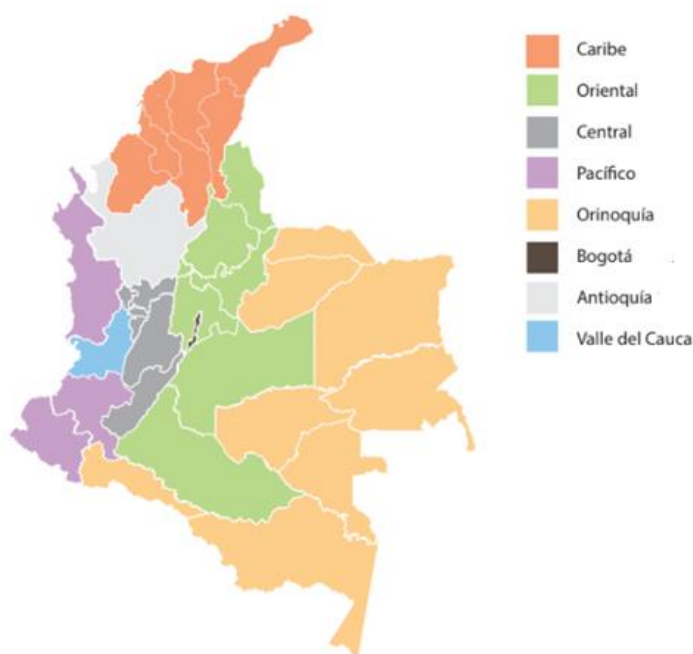 Caribe
Oriental
Central
Pacífico
Orinoquía
Bogotá
Antioquía
Valle del Cauca